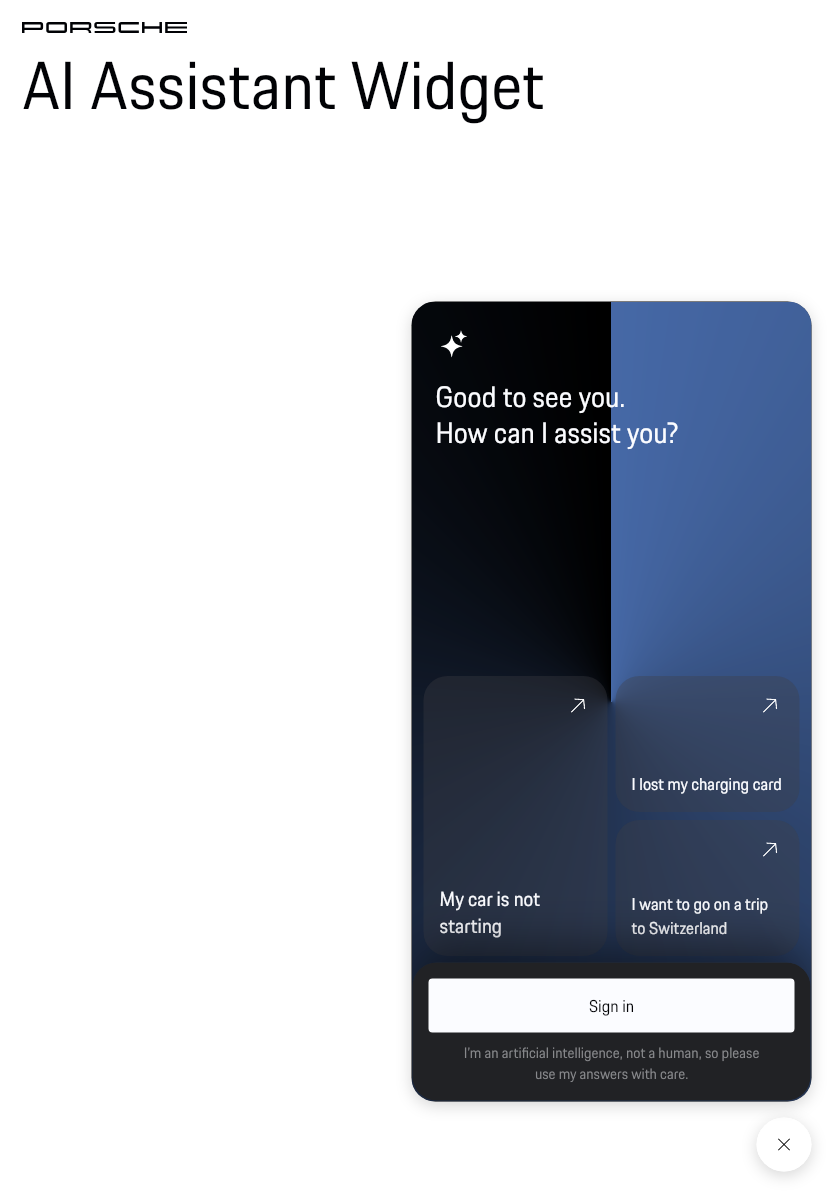 PORSCHE
AI Assistant Widget
Good to see you.
How can I assist you?
I lost my charging card
My car is not
starting
I want to go on a trip
to Switzerland
Sign in
I'm an artificial intelligence, not a human, so please
use my answers with care.